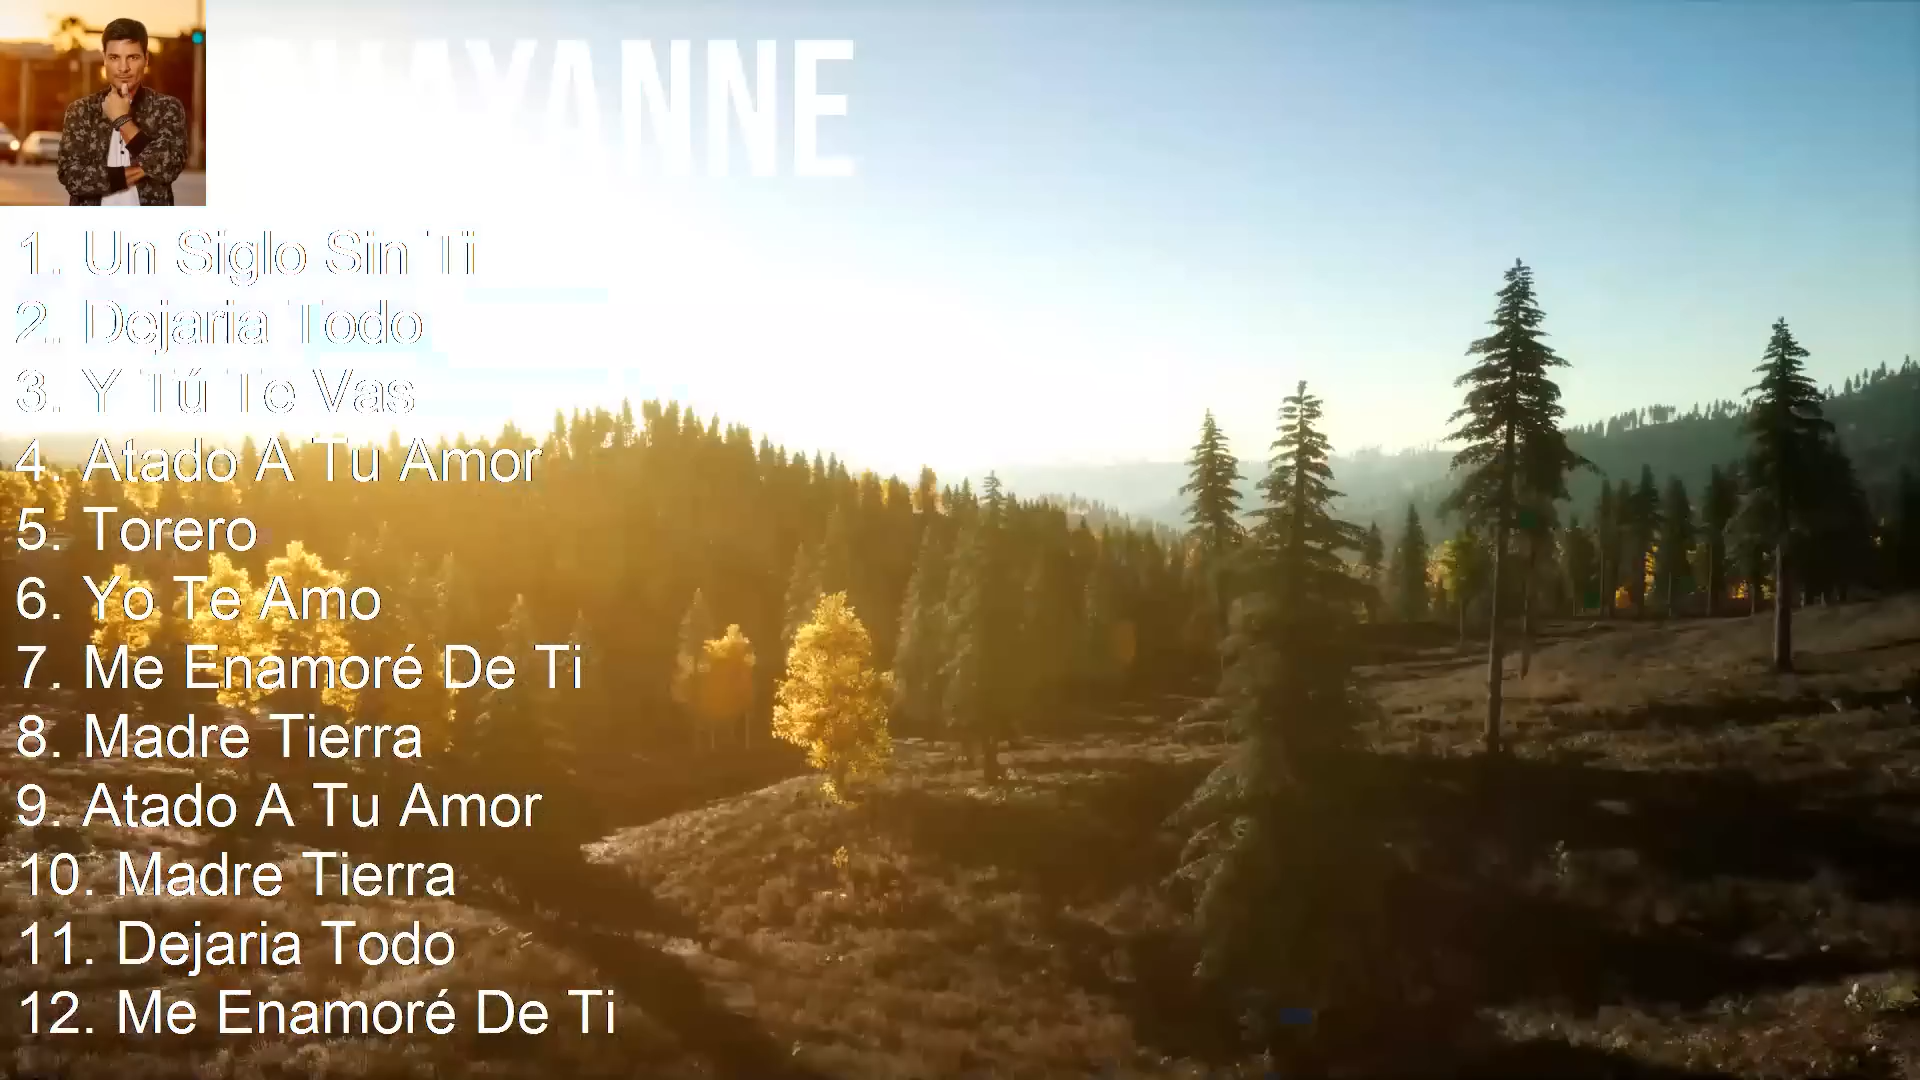 CHAYANNE
1. Un Siglo Sin Ti
2. Dejaria Todo
3. Y Tú Te Vas
4. Atado A Tu Amor
5. Torero
6. Yo Te Amo
7. Me Enamoré De Ti
8. Madre Tierra
9. Atado A Tu Amor
10. Madre Tierra
11. Dejaria Todo
12. Me Enamoré De Ti